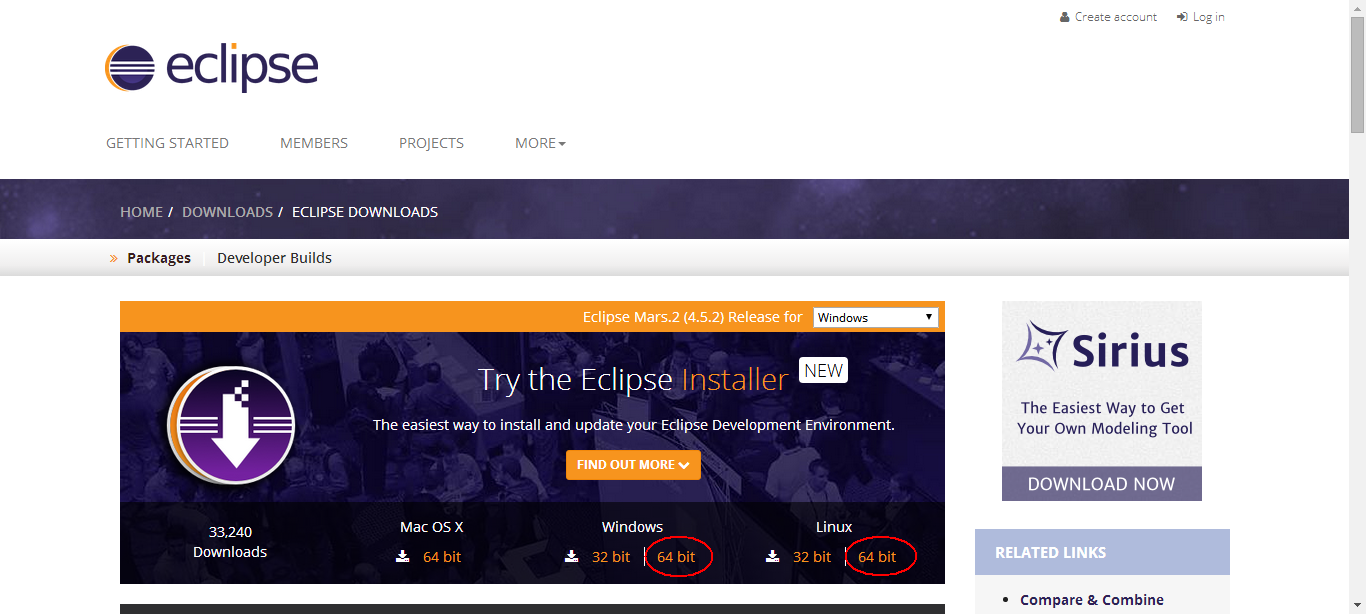 Create account Log in
eclipse
GETTING STARTED MEMBERS PROJECTS MORE
HOME / DOWNLOADS / ECLIPSE DOWNLOADS
» Packages Developer Builds
Eclipse Mars.2 (4.5.2) Release for Windows
Try the Eclipse Installer NEW
The easiest way to install and update your Eclipse Development Environment.
FIND OUT MORE
33,240
Downloads
Mac OS X
64 bit
Windows
32 bit 64 bit
Linux
32 bit 64 bit
Sirius
The Easiest Way to Get
Your Own Modeling Tool
DOWNLOAD NOW
RELATED LINKS
• Compare & Combine